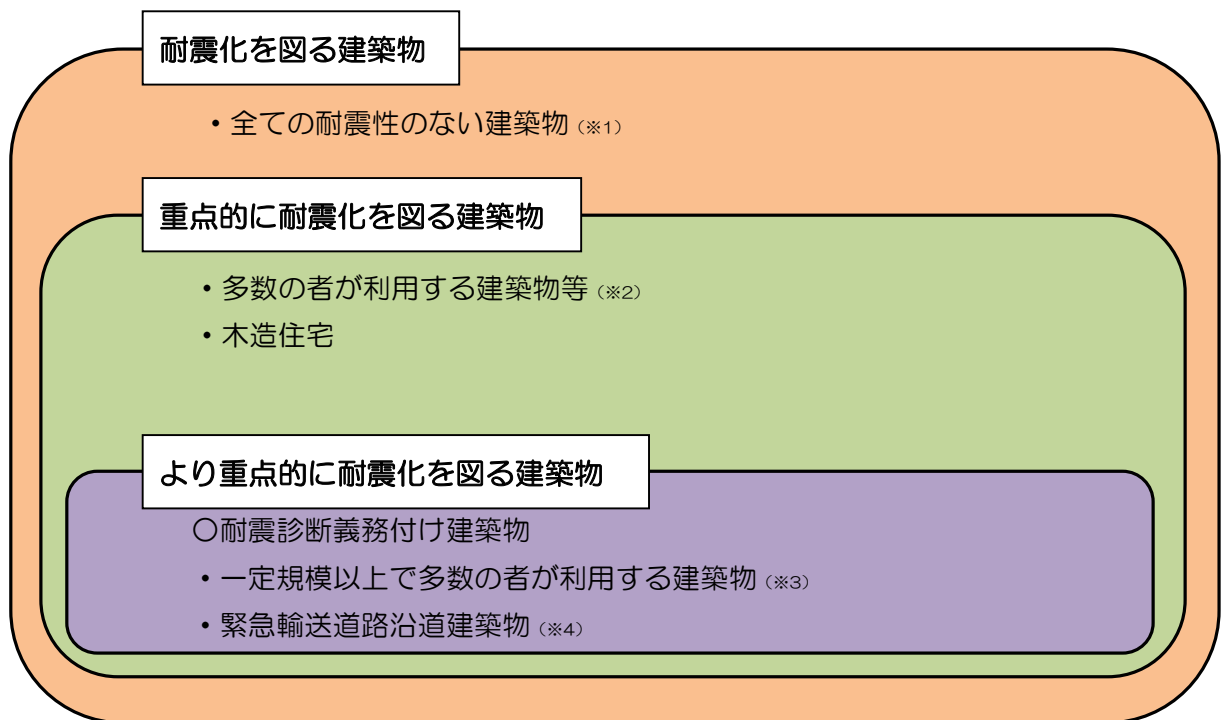 耐震化を図る建築物
・全ての耐震性のない建築物（※1）
重点的に耐震化を図る建築物
・多数の者が利用する建築物等（※2）
・木造住宅
より重点的に耐震化を図る建築物
〇耐震診断義務付け建築物
・一定規模以上で多数の者が利用する建築物（※3）
・緊急輸送道路沿道建築物（※4）